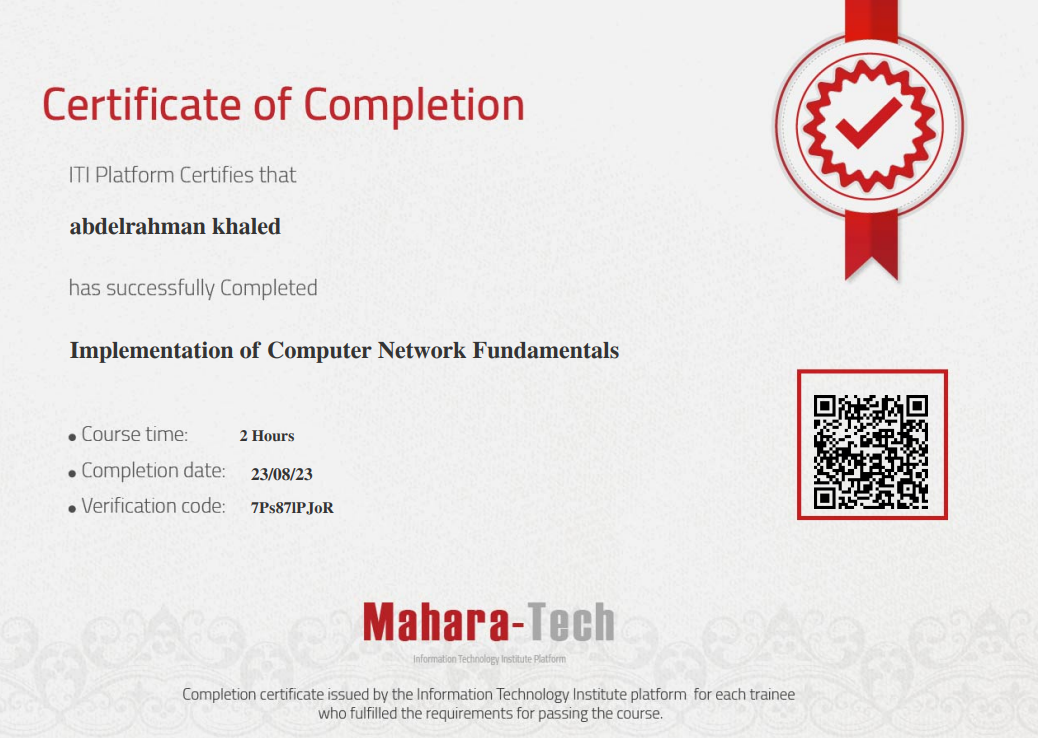 Certificate of Completion
ITI Platform Certifies that
abdelrahman khaled
has successfully Completed
Implementation of Computer Network Fundamentals
• Course time: 2 Hours
• Completion date: 23/08/23
• Verification code: 7Ps87lPJoR
Mahara-Tech
Information Technology Institute Platform
Completion certificate issued by the Information Technology Institute platform for each trainee
who fulfilled the requirements for passing the course.